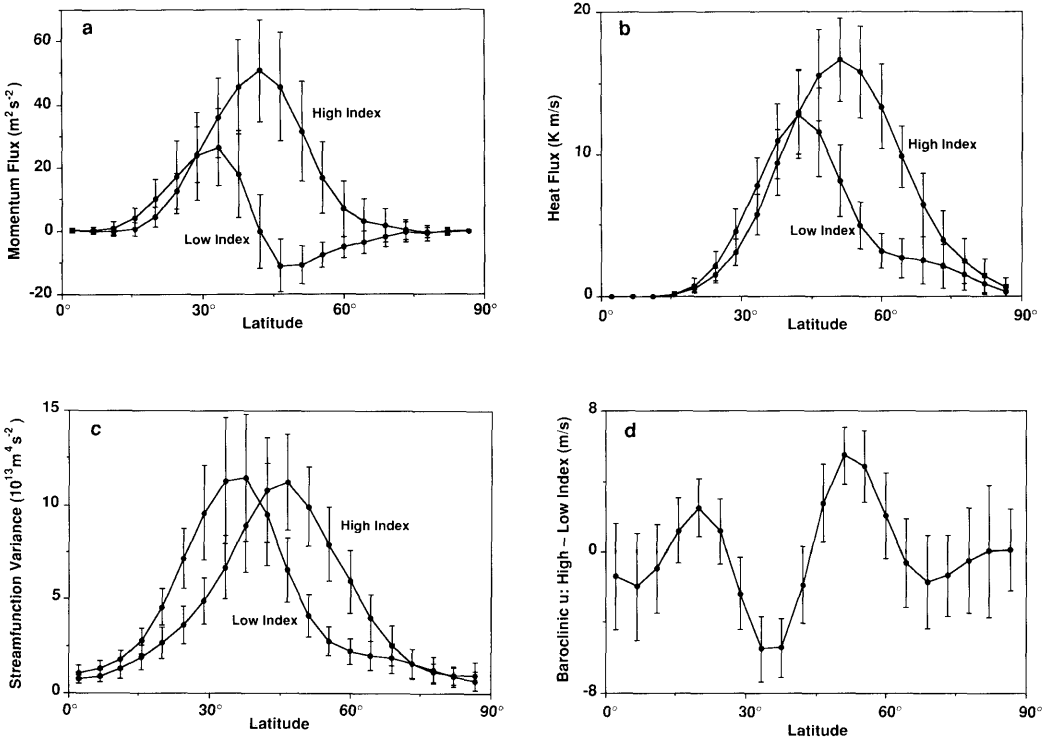 a
60
40
20
0
-20
Momentum Flux (m² s⁻²)
High Index
Low Index
0° 30° 60° 90°
Latitude
b
20
10
0
Heat Flux (K m/s)
High Index
Low Index
0° 30° 60° 90°
Latitude
c
15
10
5
0
Streamfunction Variance (10¹³ m⁴ s⁻²)
High Index
Low Index
0° 30° 60° 90°
Latitude
d
8
0
-8
Baroclinic u: High – Low Index (m/s)
0° 30° 60° 90°
Latitude